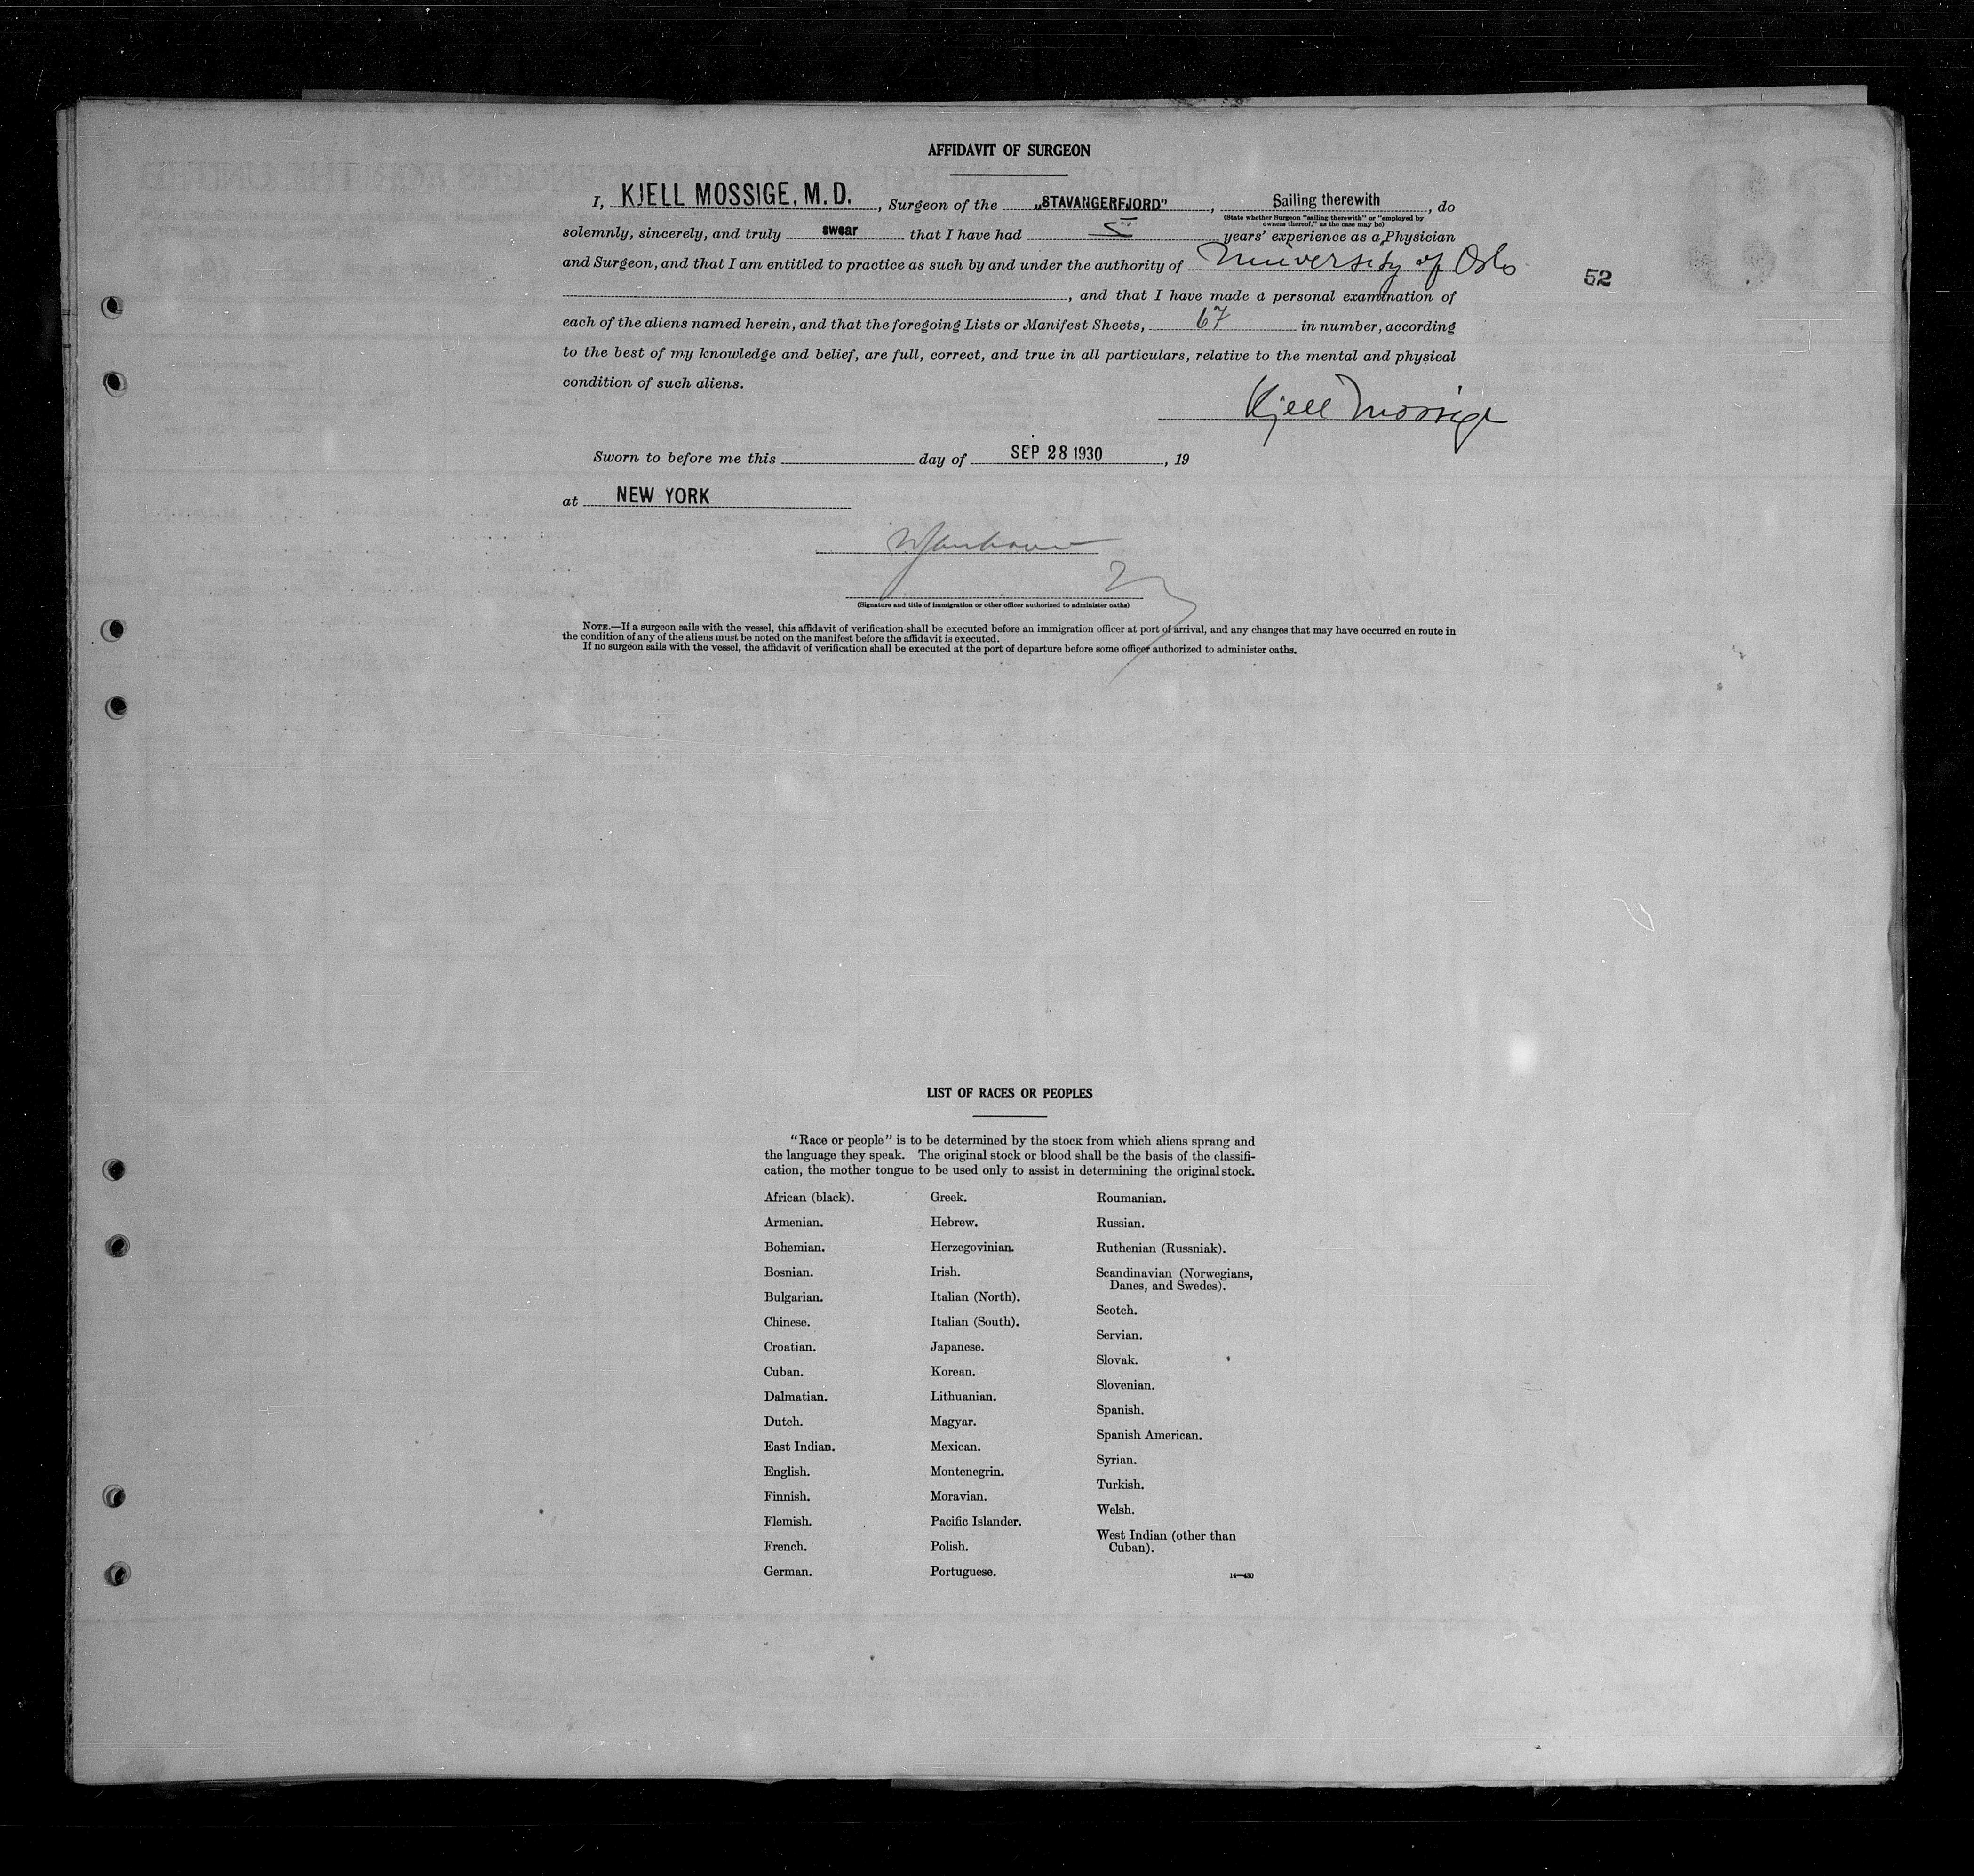 AFFIDAVIT OF SURGEON
I, KJELL MOSSIGE, M.D., Surgeon of the „STAVANGERFJORD”, Sailing therewith, do
(State whether Surgeon "sailing therewith" or "employed by
owners thereof," as the case may be)
solemnly, sincerely, and truly swear that I have had 5 years' experience as a Physician
and Surgeon, and that I am entitled to practice as such by and under the authority of University of Oslo
52
, and that I have made a personal examination of
each of the aliens named herein, and that the foregoing Lists or Manifest Sheets, 67 in number, according
to the best of my knowledge and belief, are full, correct, and true in all particulars, relative to the mental and physical
condition of such aliens.
Kjell Mossige
Sworn to before me this day of SEP 28 1930, 19
at NEW YORK
(Signature and title of immigration or other officer authorized to administer oaths)
NOTE.—If a surgeon sails with the vessel, this affidavit of verification shall be executed before an immigration officer at port of arrival, and any changes that may have occurred en route in
the condition of any of the aliens must be noted on the manifest before the affidavit is executed.
If no surgeon sails with the vessel, the affidavit of verification shall be executed at the port of departure before some officer authorized to administer oaths.
LIST OF RACES OR PEOPLES
"Race or people" is to be determined by the stock from which aliens sprang and
the language they speak. The original stock or blood shall be the basis of the classifi-
cation, the mother tongue to be used only to assist in determining the original stock.
African (black).
Armenian.
Bohemian.
Bosnian.
Bulgarian.
Chinese.
Croatian.
Cuban.
Dalmatian.
Dutch.
East Indian.
English.
Finnish.
Flemish.
French.
German.
Greek.
Hebrew.
Herzegovinian.
Irish.
Italian (North).
Italian (South).
Japanese.
Korean.
Lithuanian.
Magyar.
Mexican.
Montenegrin.
Moravian.
Pacific Islander.
Polish.
Portuguese.
Roumanian.
Russian.
Ruthenian (Russniak).
Scandinavian (Norwegians,
Danes, and Swedes).
Scotch.
Servian.
Slovak.
Slovenian.
Spanish.
Spanish American.
Syrian.
Turkish.
Welsh.
West Indian (other than
Cuban).
14—430